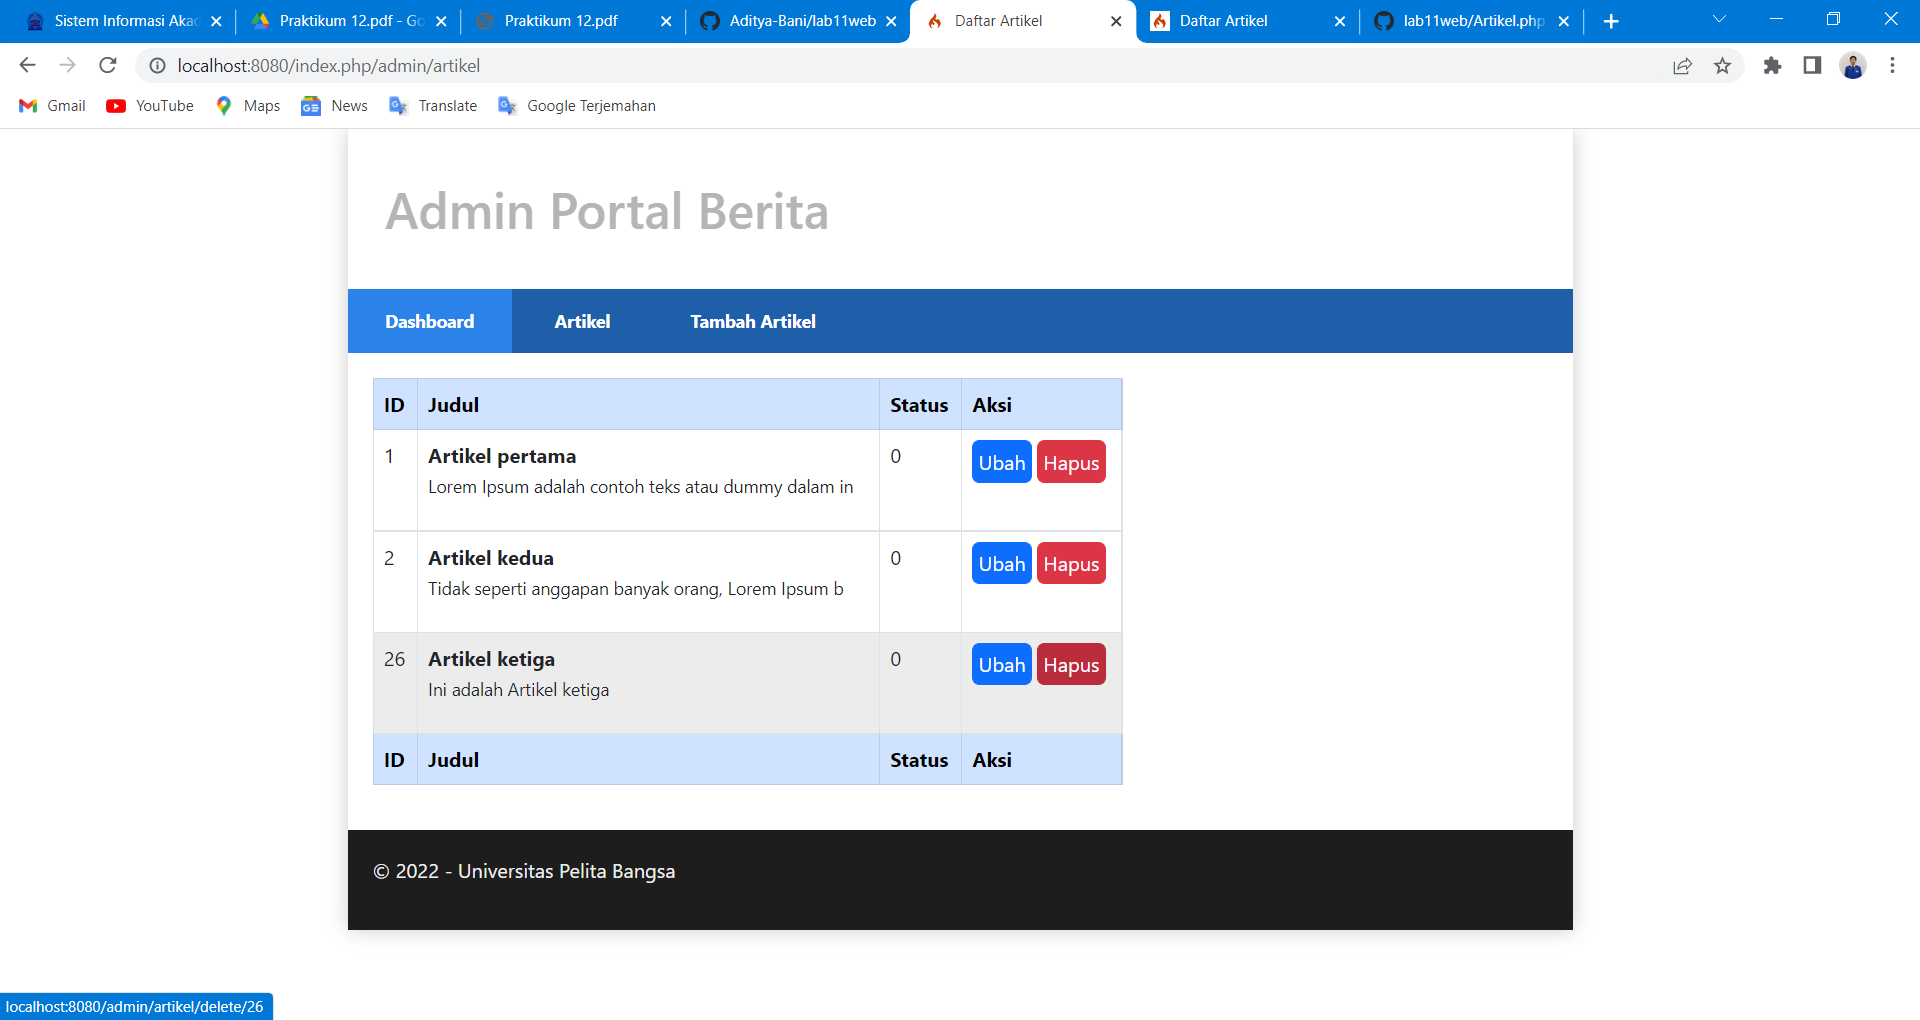 Sistem Informasi Akac
Praktikum 12.pdf - Go
Praktikum 12.pdf
Aditya-Bani/lab11web
Daftar Artikel
Daftar Artikel
lab11web/Artikel.php
localhost:8080/index.php/admin/artikel
Gmail
YouTube
Maps
News
Translate
Google Terjemahan
Admin Portal Berita
Dashboard
Artikel
Tambah Artikel
ID Judul Status Aksi
1 Artikel pertama 0 Ubah Hapus
Lorem Ipsum adalah contoh teks atau dummy dalam in
2 Artikel kedua 0 Ubah Hapus
Tidak seperti anggapan banyak orang, Lorem Ipsum b
26 Artikel ketiga 0 Ubah Hapus
Ini adalah Artikel ketiga
ID Judul Status Aksi
© 2022 - Universitas Pelita Bangsa
localhost:8080/admin/artikel/delete/26